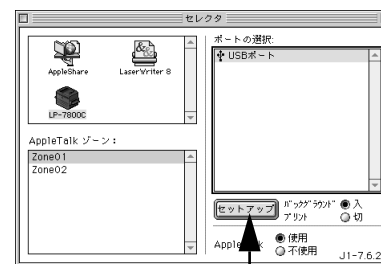 セレクタ
AppleShare
LaserWriter 8
LP-7800C
AppleTalk ゾーン：
Zone01
Zone02
ポートの選択:
USBポート
セットアップ
バックグラウンド
プリント
入
切
AppleTalk
使用
不使用
J1-7.6.2